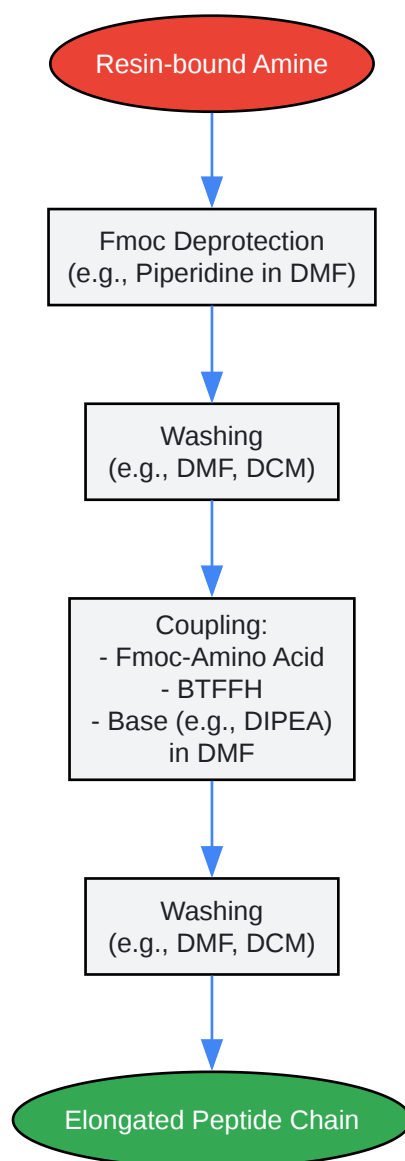 Resin-bound Amine
Fmoc Deprotection
(e.g., Piperidine in DMF)
Washing
(e.g., DMF, DCM)
Coupling:
- Fmoc-Amino Acid
- BTFFH
- Base (e.g., DIPEA)
in DMF
Washing
(e.g., DMF, DCM)
Elongated Peptide Chain